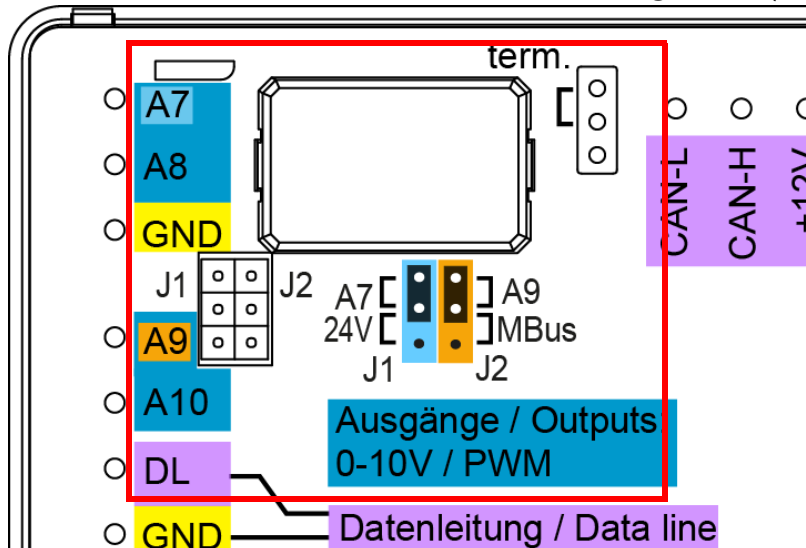 term.
A7
A8
GND
J1
J2
A7
A9
24V
MBus
J1
J2
A9
A10
DL
GND
CAN-L
CAN-H
+12V
Ausgänge / Outputs
0-10V / PWM
Datenleitung / Data line